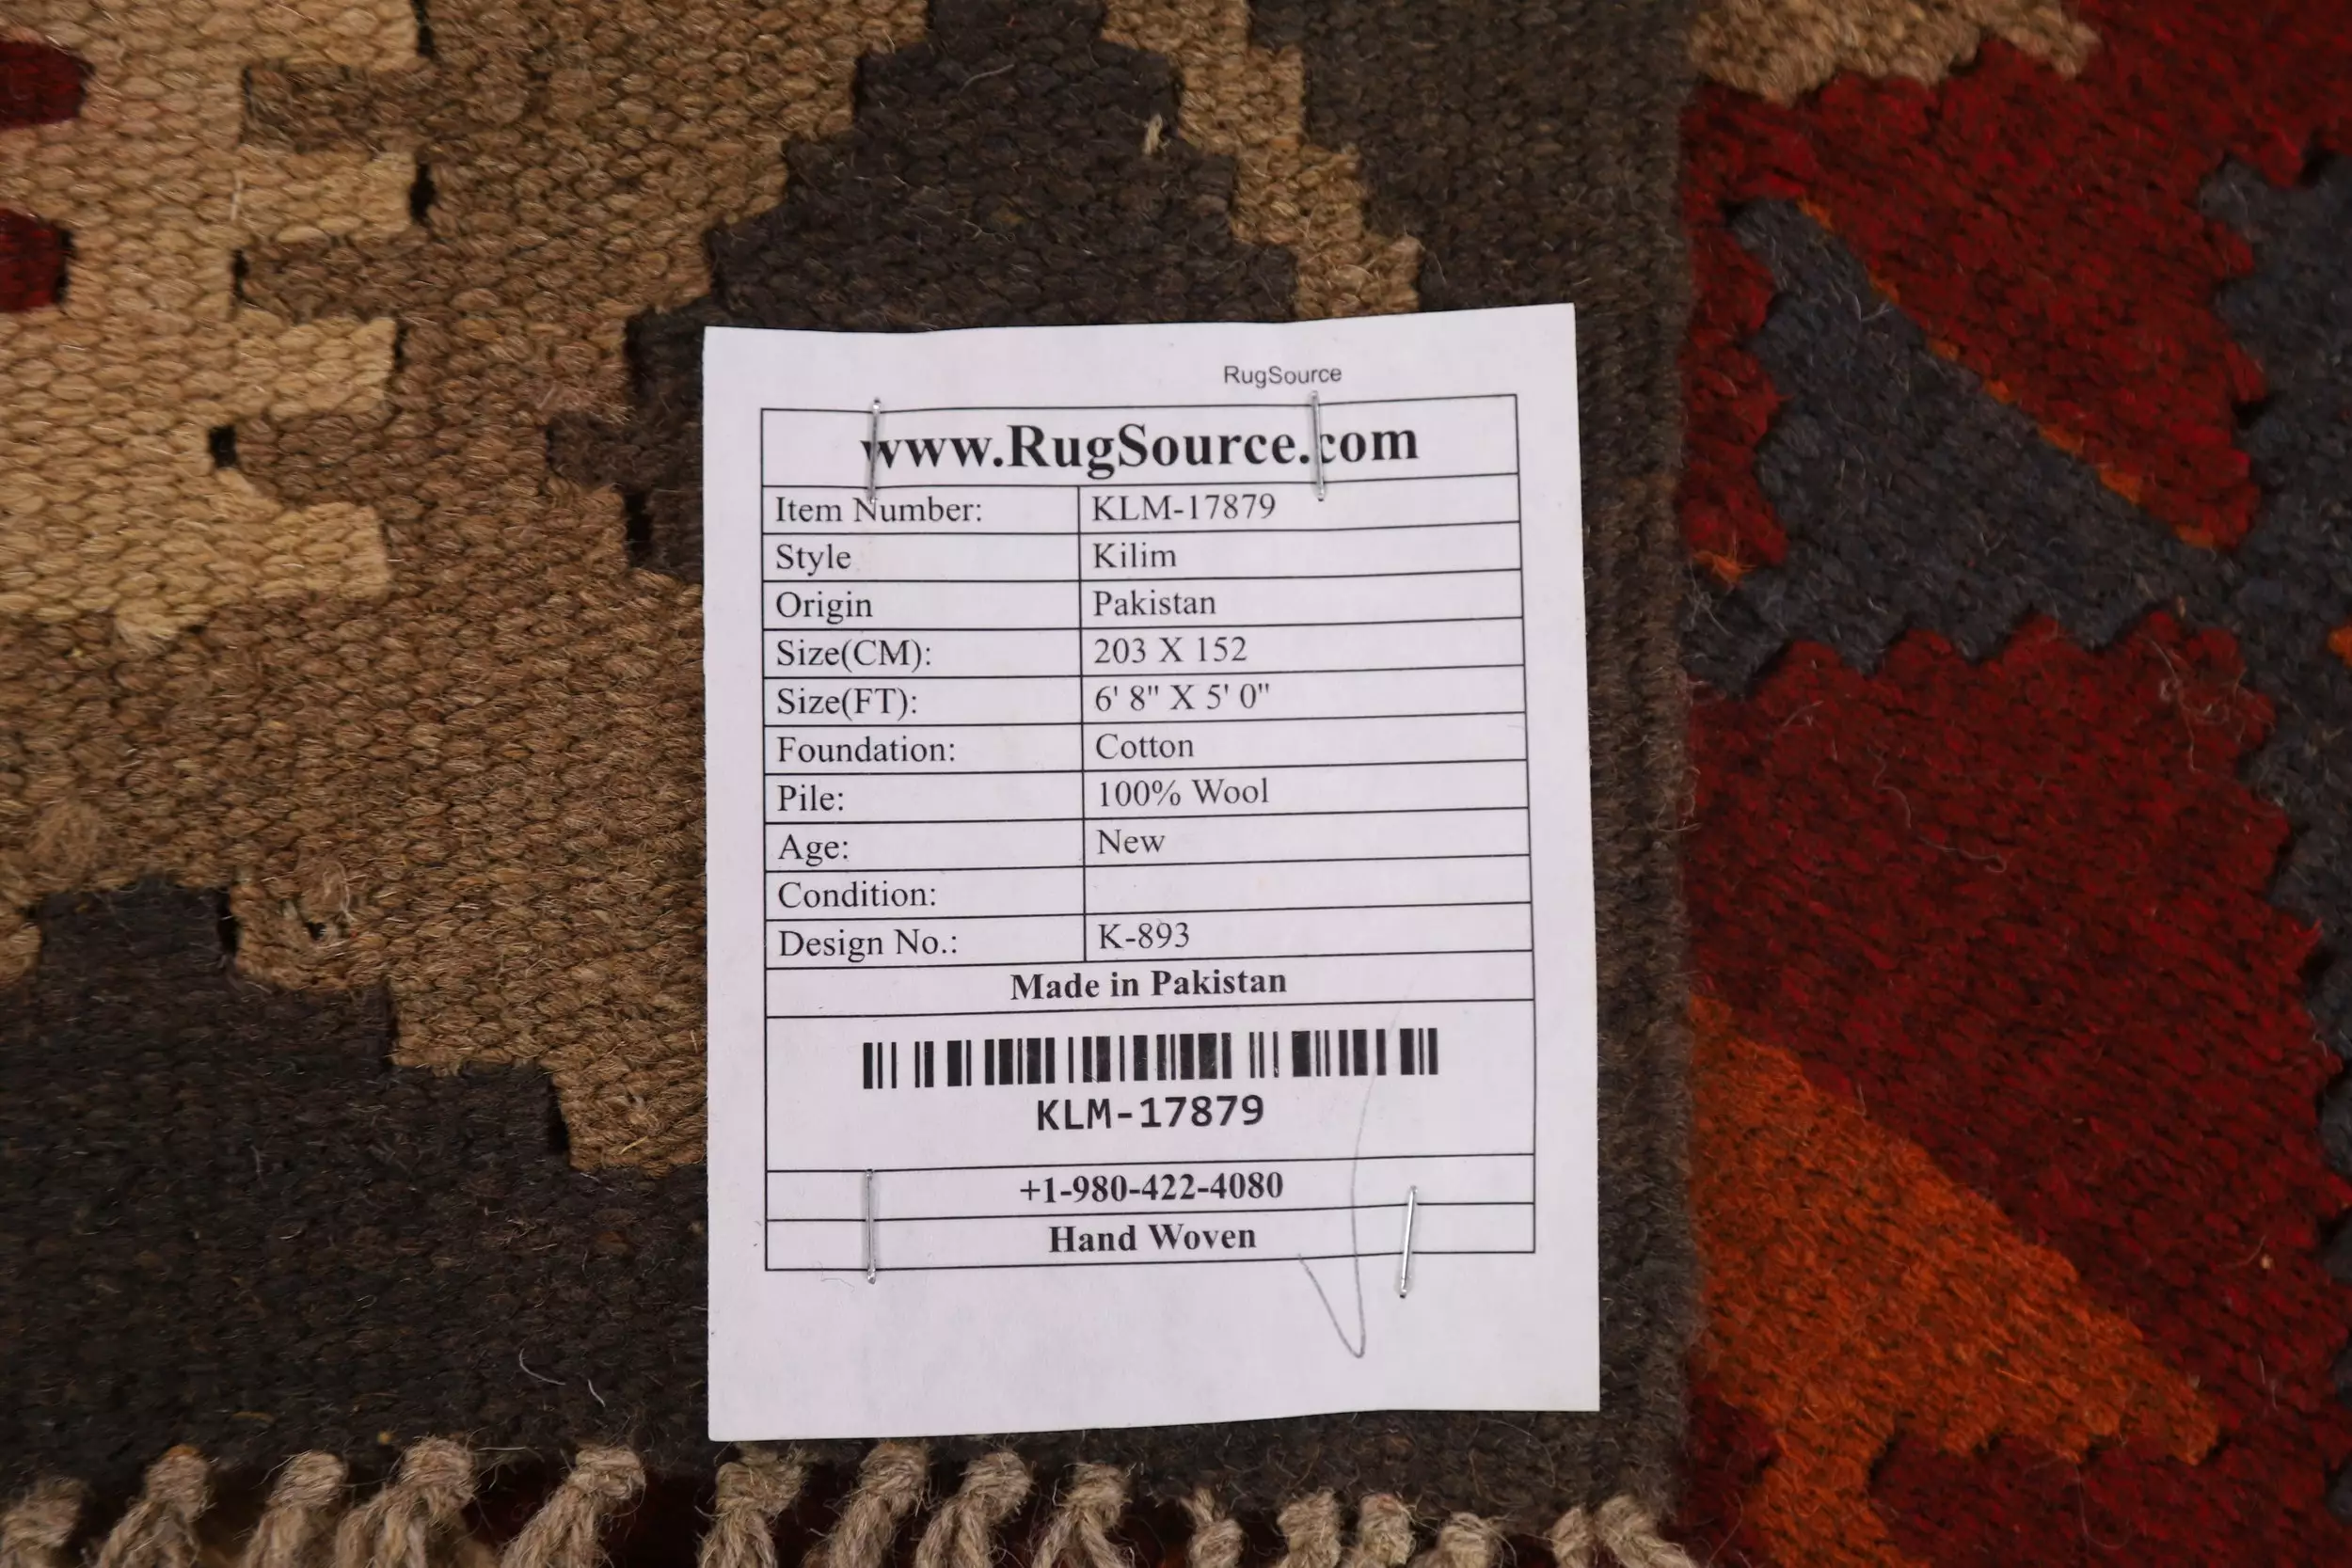 RugSource
www.RugSource.com
Item Number: KLM-17879
Style Kilim
Origin Pakistan
Size(CM): 203 X 152
Size(FT): 6' 8" X 5' 0"
Foundation: Cotton
Pile: 100% Wool
Age: New
Condition:
Design No.: K-893
Made in Pakistan
KLM-17879
+1-980-422-4080
Hand Woven